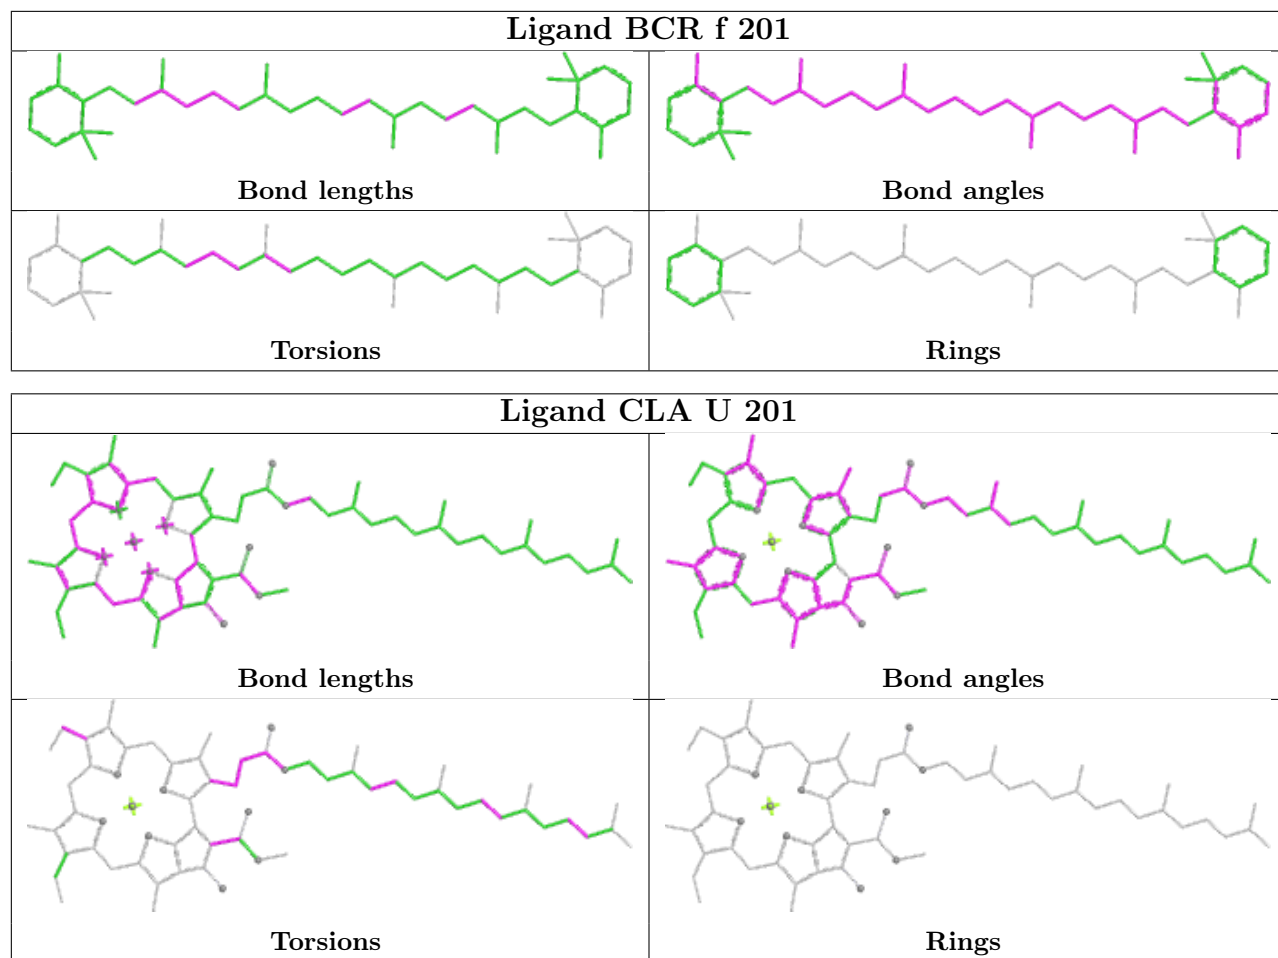 Ligand BCR f 201
Bond lengths
Bond angles
Torsions
Rings
Ligand CLA U 201
Bond lengths
Bond angles
Torsions
Rings